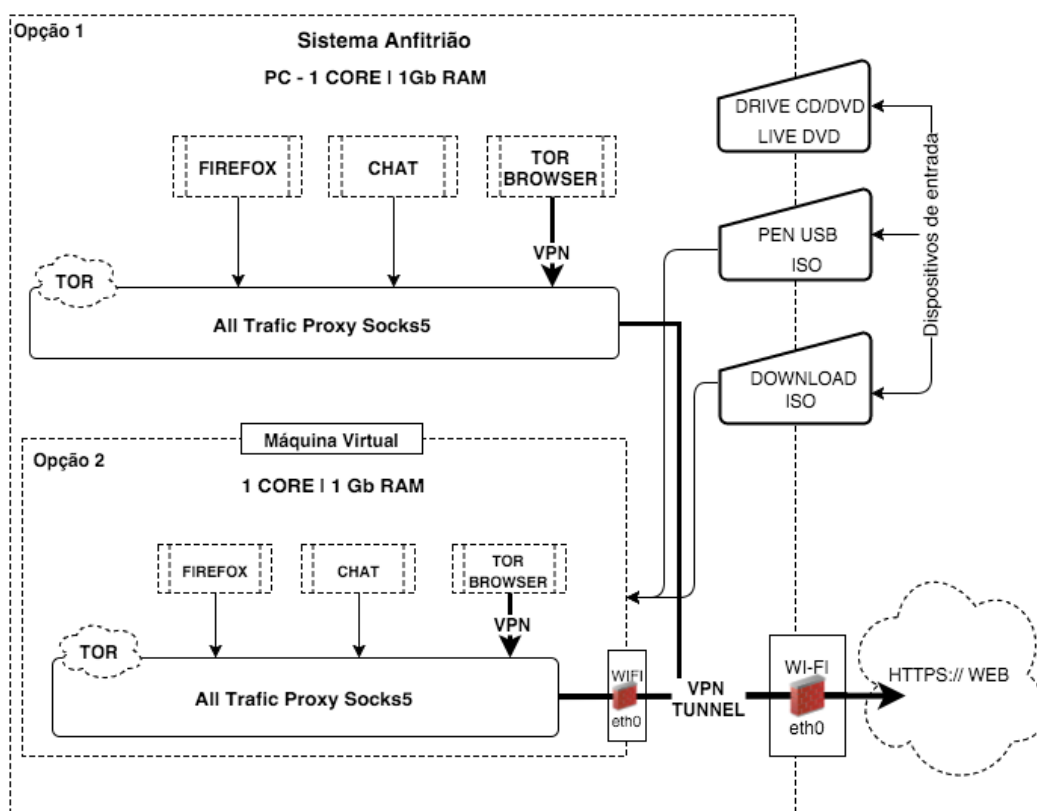 Opção 1
Sistema Anfitrião
PC - 1 CORE | 1Gb RAM
FIREFOX
CHAT
TOR
BROWSER
VPN
TOR
All Trafic Proxy Socks5
DRIVE CD/DVD
LIVE DVD
PEN USB
ISO
DOWNLOAD
ISO
Dispositivos de entrada
Máquina Virtual
Opção 2
1 CORE | 1 Gb RAM
FIREFOX
CHAT
TOR
BROWSER
VPN
TOR
All Trafic Proxy Socks5
WIFI
eth0
VPN
TUNNEL
WI-FI
eth0
HTTPS:// WEB